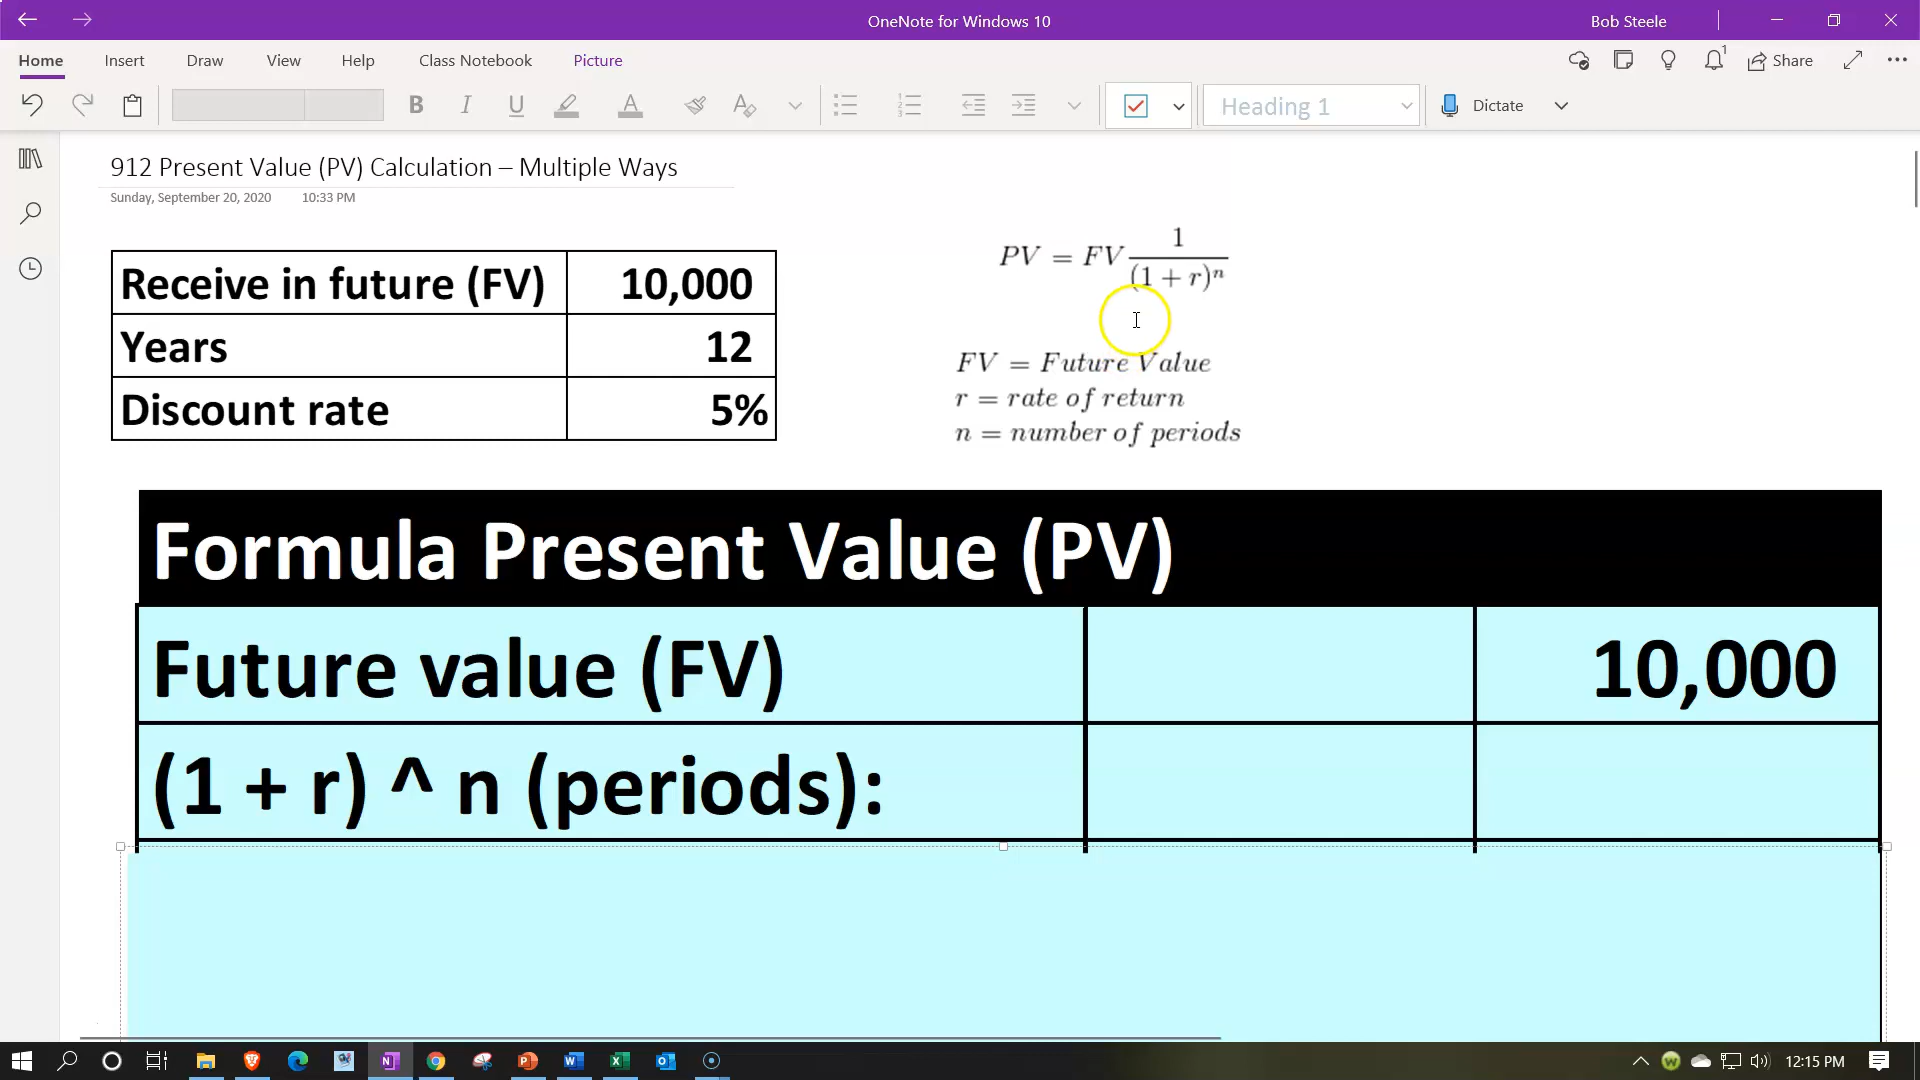 OneNote for Windows 10
Bob Steele
Home Insert Draw View Help Class Notebook Picture
1
Share
B I U A
Heading 1
Dictate
912 Present Value (PV) Calculation – Multiple Ways
Sunday, September 20, 2020 10:33 PM
Receive in future (FV) 10,000
Years 12
Discount rate 5%
PV = FV 1
(1 + r)^n
FV = Future Value
r = rate of return
n = number of periods
Formula Present Value (PV)
Future value (FV) 10,000
(1 + r) ^ n (periods):
12:15 PM